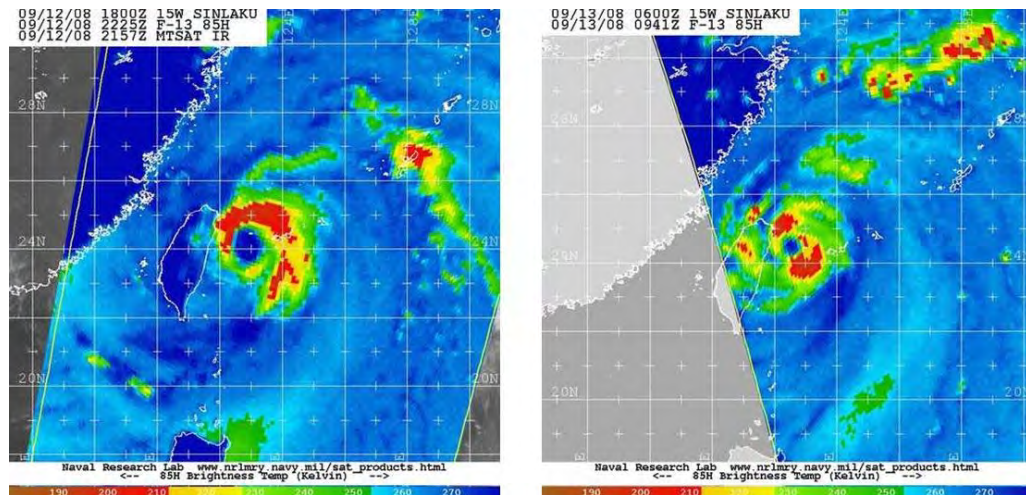 09/12/08 1800Z 15W SINLAKU
09/12/08 2225Z F-13 85H
09/12/08 2157Z MTSAT IR
124E
28N
28N
24N
24N
20N
20N
Naval Research Lab www.nrlmry.navy.mil/sat_products.html
<-- 85H Brightness Temp (Kelvin) -->
190 200 210 220 230 240 250 260 270
09/13/08 0600Z 15W SINLAKU
09/13/08 0941Z F-13 85H
28N
28N
24N
24N
20N
20N
Naval Research Lab www.nrlmry.navy.mil/sat_products.html
<-- 85H Brightness Temp (Kelvin) -->
190 200 210 220 230 240 250 260 270